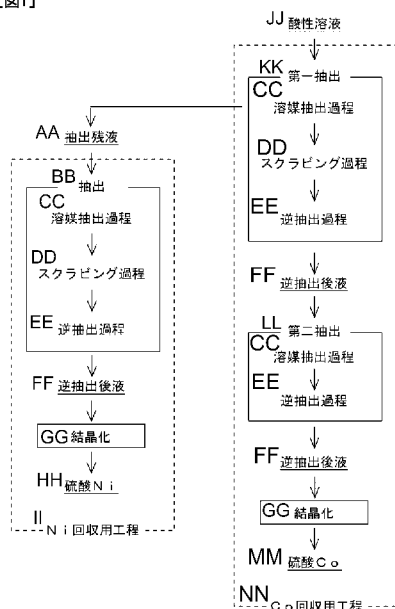 JJ 酸性溶液
KK 第一抽出
CC
溶媒抽出過程
DD
スクラビング過程
EE 逆抽出過程
FF 逆抽出後液
LL 第二抽出
CC
溶媒抽出過程
EE
逆抽出過程
FF 逆抽出後液
GG 結晶化
MM 硫酸Co
NN
Co回収用工程
AA 抽出残液
BB 抽出
CC
溶媒抽出過程
DD
スクラビング過程
EE 逆抽出過程
FF 逆抽出後液
GG 結晶化
HH 硫酸Ni
II
Ni回収用工程